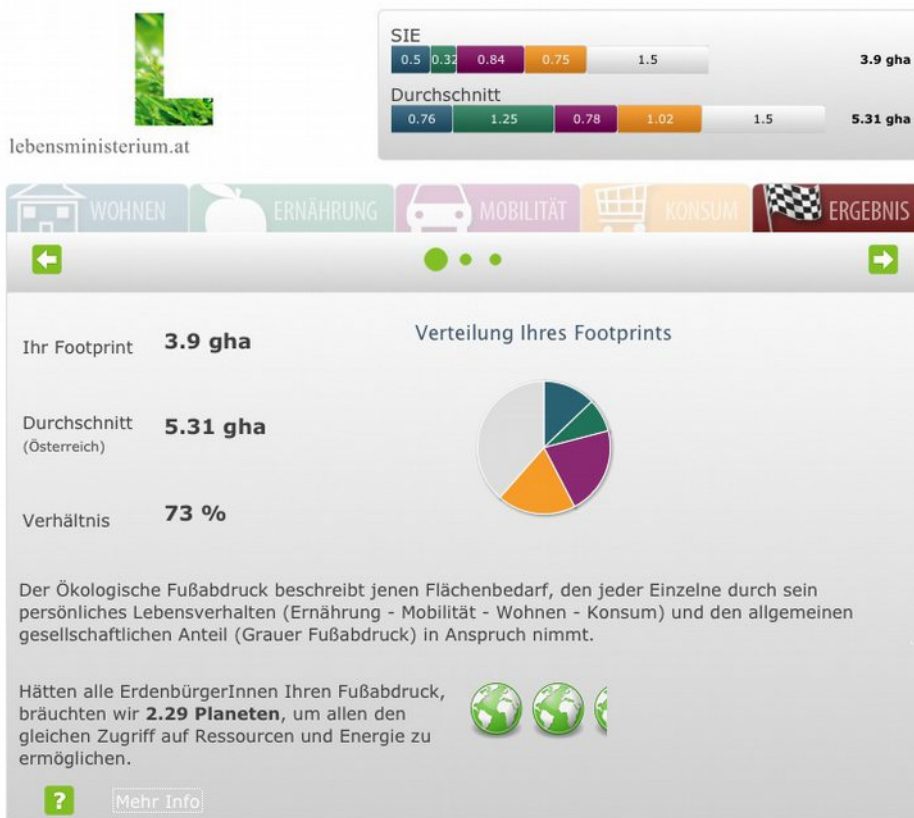 lebensministerium.at
SIE
0.5 0.32 0.84 0.75 1.5 3.9 gha
Durchschnitt
0.76 1.25 0.78 1.02 1.5 5.31 gha
WOHNEN ERNÄHRUNG MOBILITÄT KONSUM ERGEBNIS
Ihr Footprint 3.9 gha
Durchschnitt 5.31 gha
(Österreich)
Verhältnis 73 %
Verteilung Ihres Footprints
Der Ökologische Fußabdruck beschreibt jenen Flächenbedarf, den jeder Einzelne durch sein
persönliches Lebensverhalten (Ernährung - Mobilität - Wohnen - Konsum) und den allgemeinen
gesellschaftlichen Anteil (Grauer Fußabdruck) in Anspruch nimmt.
Hätten alle ErdenbürgerInnen Ihren Fußabdruck,
bräuchten wir 2.29 Planeten, um allen den
gleichen Zugriff auf Ressourcen und Energie zu
ermöglichen.
? Mehr Info